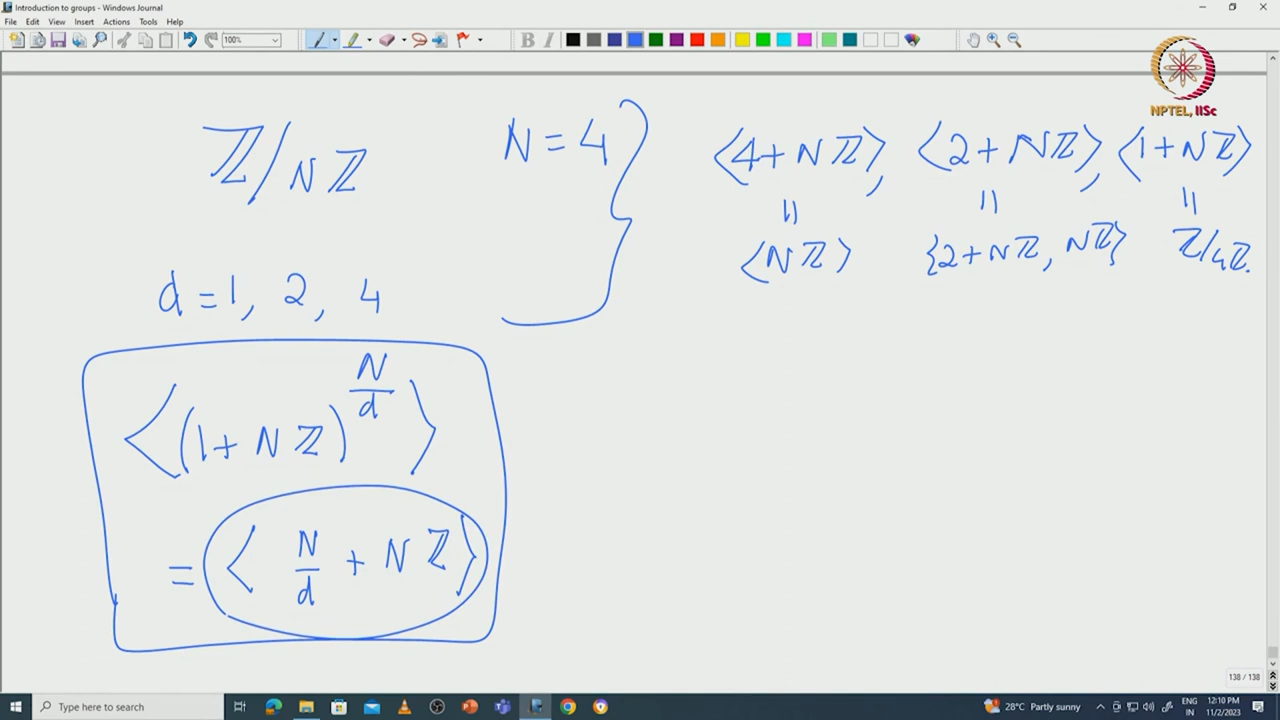 Introduction to groups - Windows Journal
File Edit View Insert Actions Tools Help
100%
B I
NPTEL, IISc
ℤ/Nℤ
N = 4
<4+Nℤ>, <2+Nℤ>, <1+Nℤ>
= = =
<Nℤ> {2+Nℤ, Nℤ} ℤ/4ℤ.
d = 1, 2, 4
<(1+Nℤ)^{N/d}>
= <N/d + Nℤ>
138 / 138
Type here to search
28°C Partly sunny
ENG
IN
12:10 PM
11/2/2023